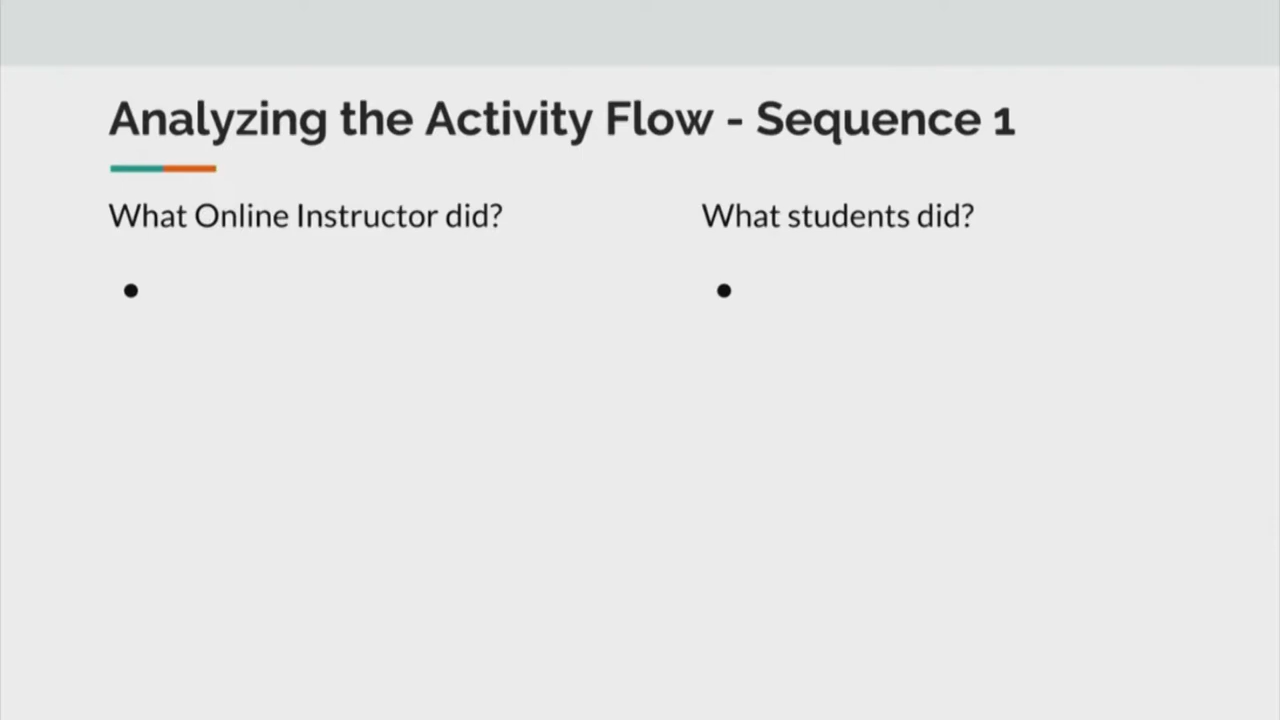 Analyzing the Activity Flow - Sequence 1
What Online Instructor did?
What students did?